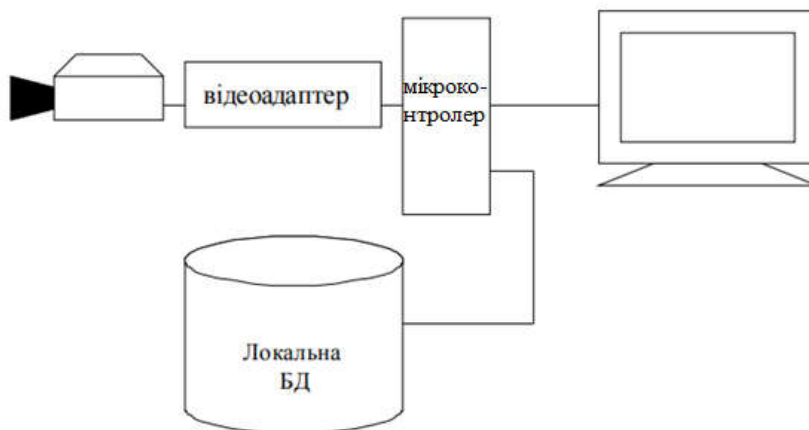 відеоадаптер
мікроко-
нтролер
Локальна
БД